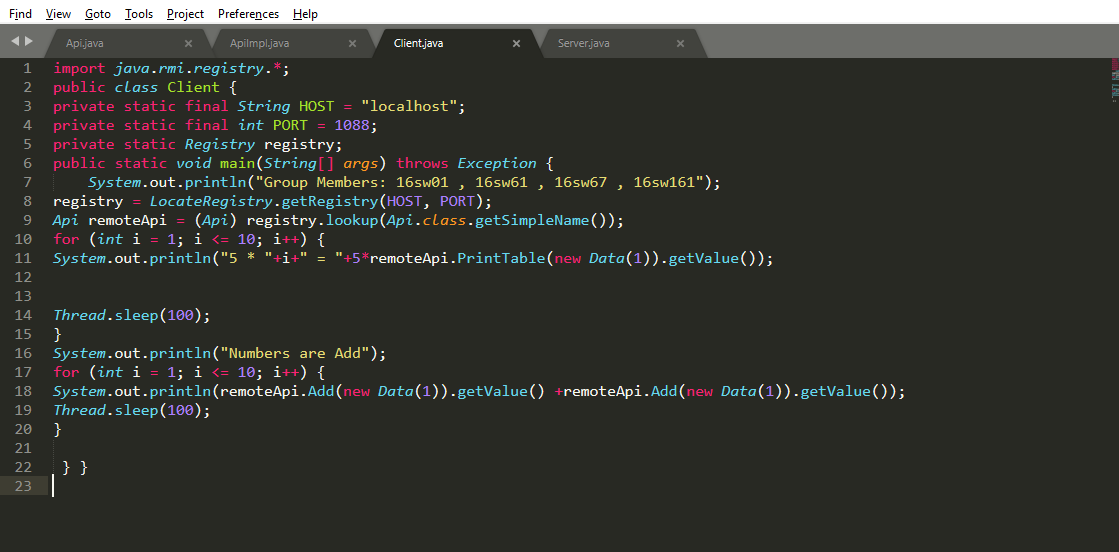 Find View Goto Tools Project Preferences Help
Api.java × ApiImpl.java × Client.java × Server.java ×
1 import java.rmi.registry.*;
2 public class Client {
3 private static final String HOST = "localhost";
4 private static final int PORT = 1088;
5 private static Registry registry;
6 public static void main(String[] args) throws Exception {
7     System.out.println("Group Members: 16sw01 , 16sw61 , 16sw67 , 16sw161");
8 registry = LocateRegistry.getRegistry(HOST, PORT);
9 Api remoteApi = (Api) registry.lookup(Api.class.getSimpleName());
10 for (int i = 1; i <= 10; i++) {
11 System.out.println("5 * "+i+" = "+5*remoteApi.PrintTable(new Data(1)).getValue());
12
13
14 Thread.sleep(100);
15 }
16 System.out.println("Numbers are Add");
17 for (int i = 1; i <= 10; i++) {
18 System.out.println(remoteApi.Add(new Data(1)).getValue() +remoteApi.Add(new Data(1)).getValue());
19 Thread.sleep(100);
20 }
21
22  } }
23